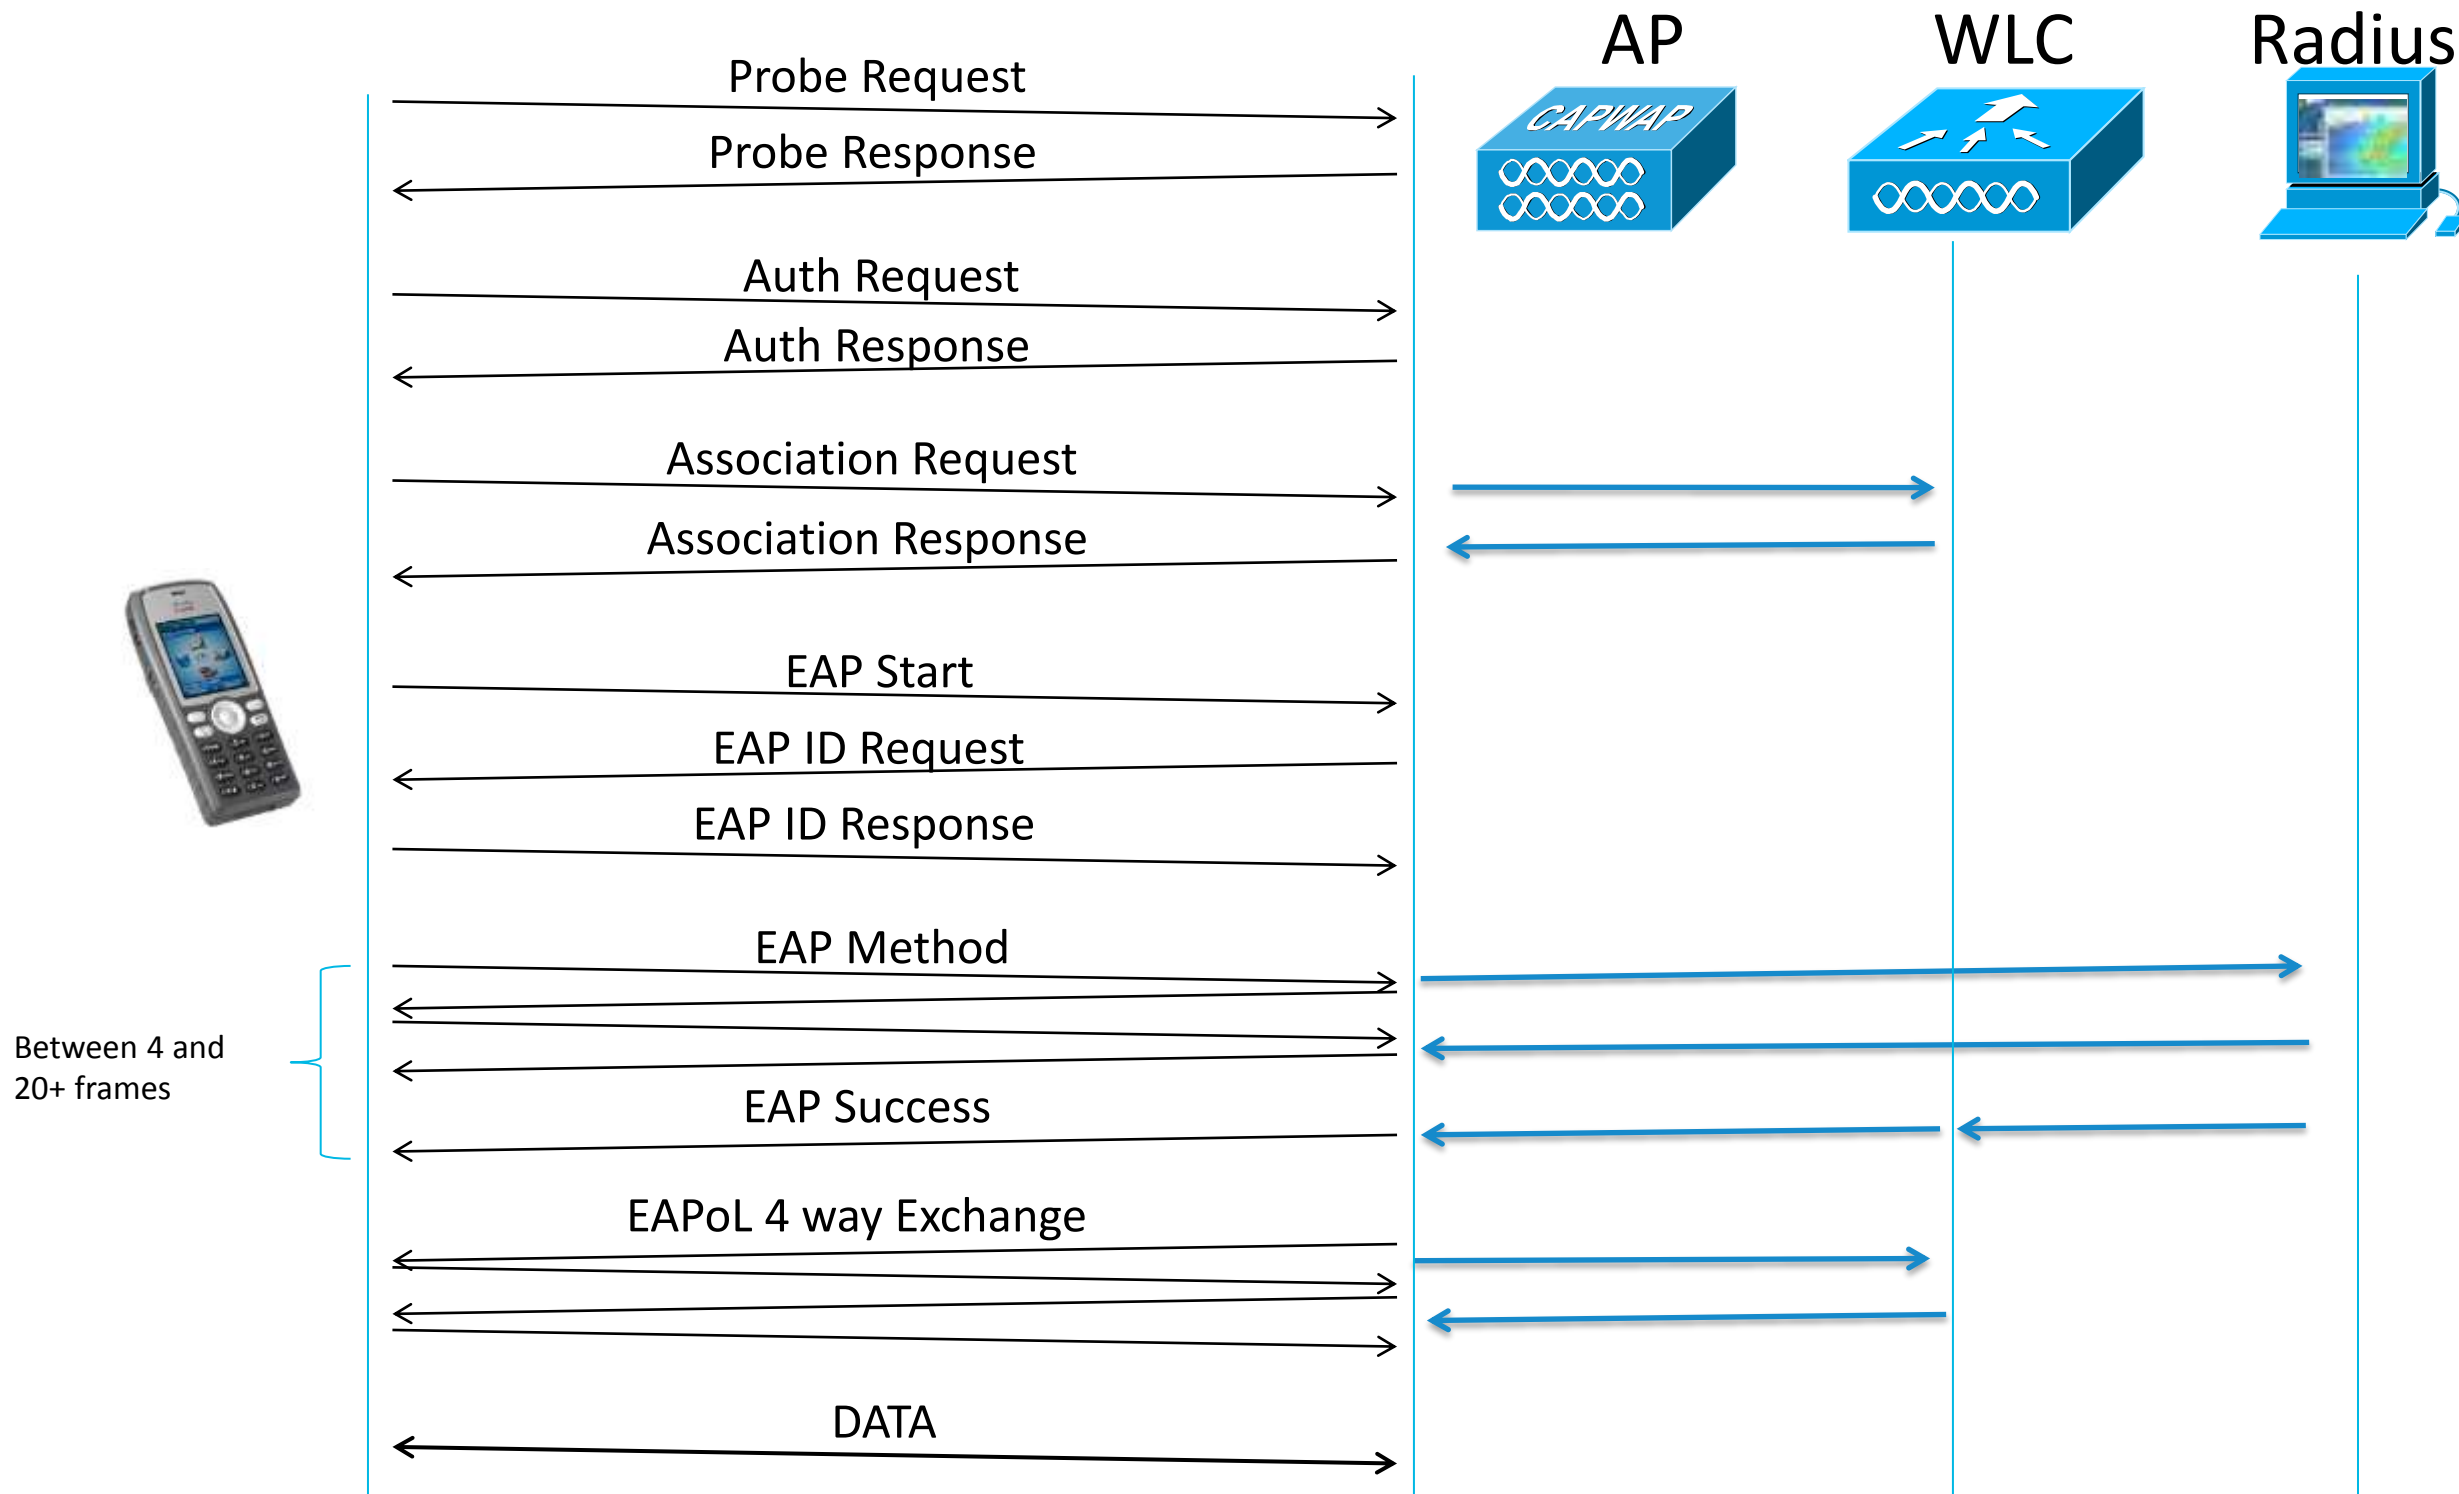 AP
WLC
Radius
CAPWAP
Probe Request
Probe Response
Auth Request
Auth Response
Association Request
Association Response
EAP Start
EAP ID Request
EAP ID Response
EAP Method
Between 4 and
20+ frames
EAP Success
EAPoL 4 way Exchange
DATA